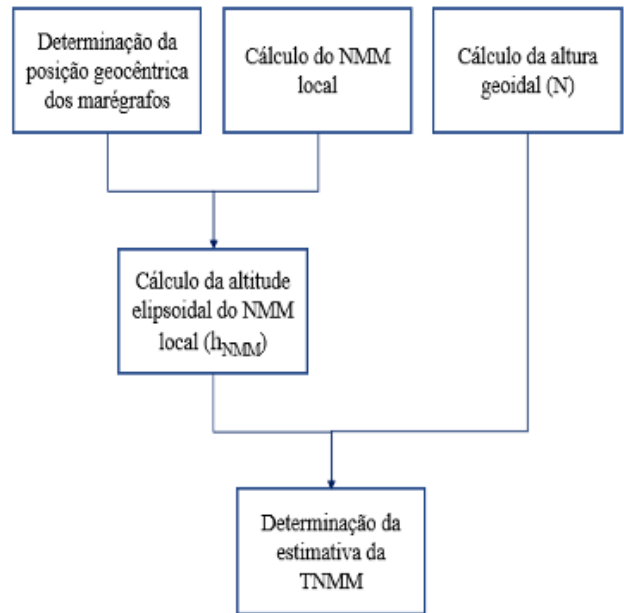 Determinação da
posição geocêntrica
dos marégrafos
Cálculo do NMM
local
Cálculo da altura
geoidal (N)
Cálculo da altitude
elipsoidal do NMM
local (hNMM)
Determinação da
estimativa da
TNMM